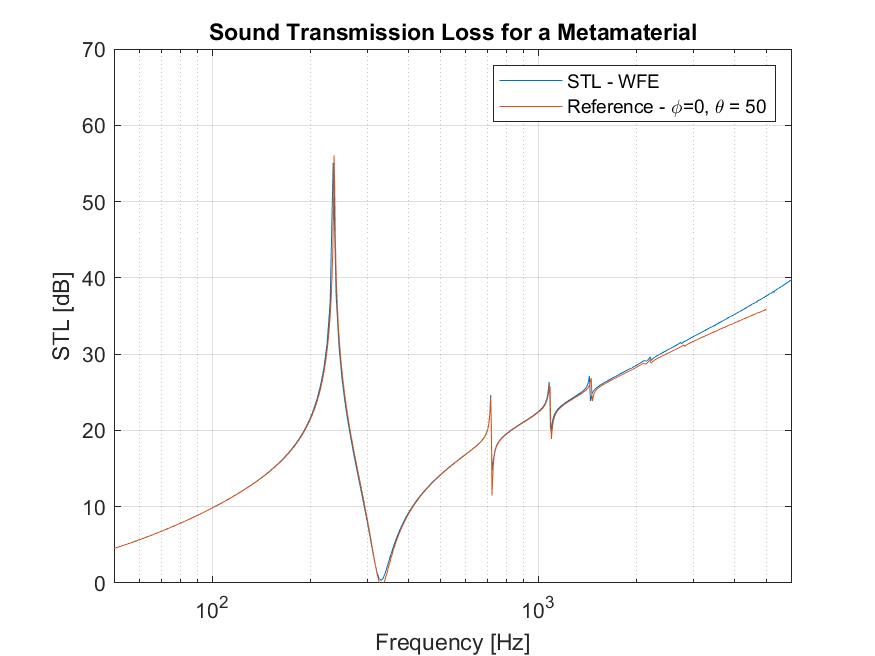 Sound Transmission Loss for a Metamaterial
70
60
50
40
30
20
10
0
STL [dB]
STL - WFE
Reference - ϕ=0, θ = 50
10²
10³
Frequency [Hz]